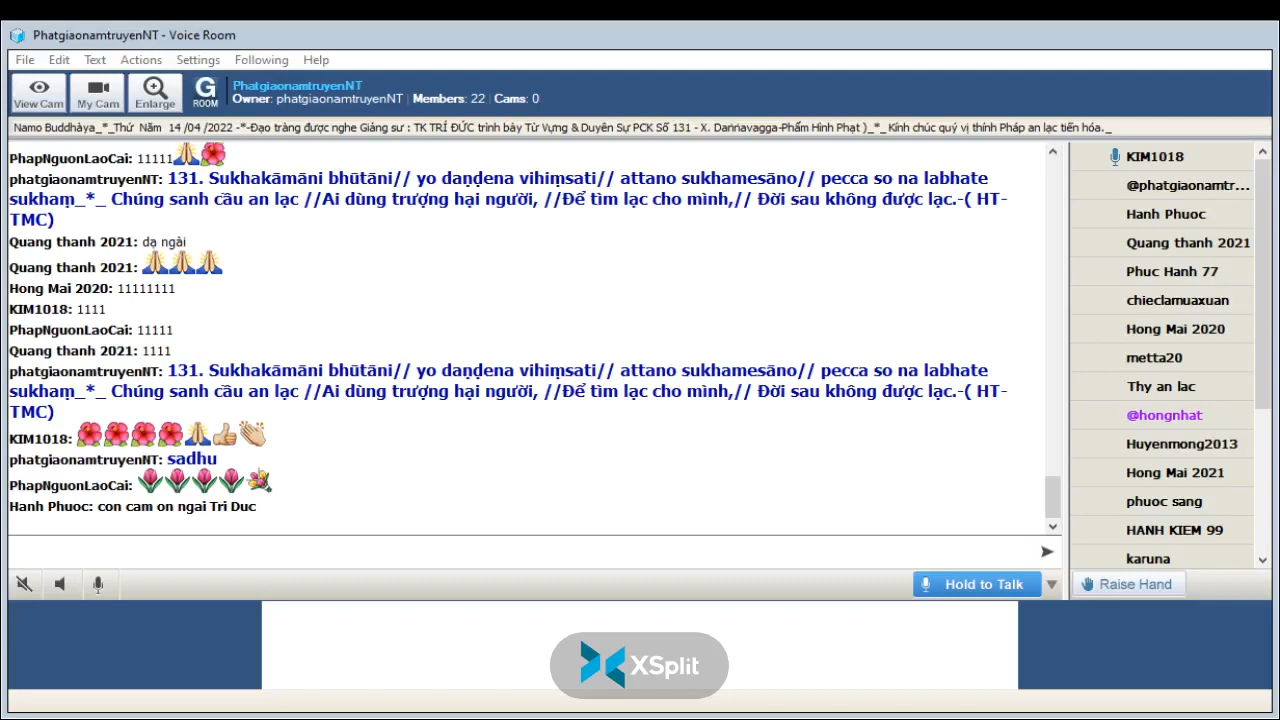 PhatgiaonamtruyenNT - Voice Room
File Edit Text Actions Settings Following Help
View Cam My Cam Enlarge G ROOM
PhatgiaonamtruyenNT
Owner: phatgiaonamtruyenNT | Members: 22 | Cams: 0
Namo Buddhàya_*_Thứ Năm 14 /04 /2022 -*-Đạo tràng được nghe Giảng sư : TK TRÍ ĐỨC trình bày Từ Vựng & Duyên Sự PCK Số 131 - X. Daṇṇavagga-Phẩm Hình Phạt )_*_ Kính chúc quý vị thính Pháp an lạc tiến hóa._
PhapNguonLaoCai: 11111
phatgiaonamtruyenNT: 131. Sukhakāmāni bhūtāni// yo daṇḍena vihiṃsati// attano sukhamesāno// pecca so na labhate
sukhaṃ_*_ Chúng sanh cầu an lạc //Ai dùng trượng hại người, //Để tìm lạc cho mình,// Đời sau không được lạc.-( HT-
TMC)
Quang thanh 2021: dạ ngài
Quang thanh 2021:
Hong Mai 2020: 11111111
KIM1018: 1111
PhapNguonLaoCai: 11111
Quang thanh 2021: 1111
phatgiaonamtruyenNT: 131. Sukhakāmāni bhūtāni// yo daṇḍena vihiṃsati// attano sukhamesāno// pecca so na labhate
sukhaṃ_*_ Chúng sanh cầu an lạc //Ai dùng trượng hại người, //Để tìm lạc cho mình,// Đời sau không được lạc.-( HT-
TMC)
KIM1018:
phatgiaonamtruyenNT: sadhu
PhapNguonLaoCai:
Hanh Phuoc: con cam on ngai Tri Duc
KIM1018
@phatgiaonamtr...
Hanh Phuoc
Quang thanh 2021
Phuc Hanh 77
chieclamuaxuan
Hong Mai 2020
metta20
Thy an lac
@hongnhat
Huyenmong2013
Hong Mai 2021
phuoc sang
HANH KIEM 99
karuna
Hold to Talk
Raise Hand
XSplit